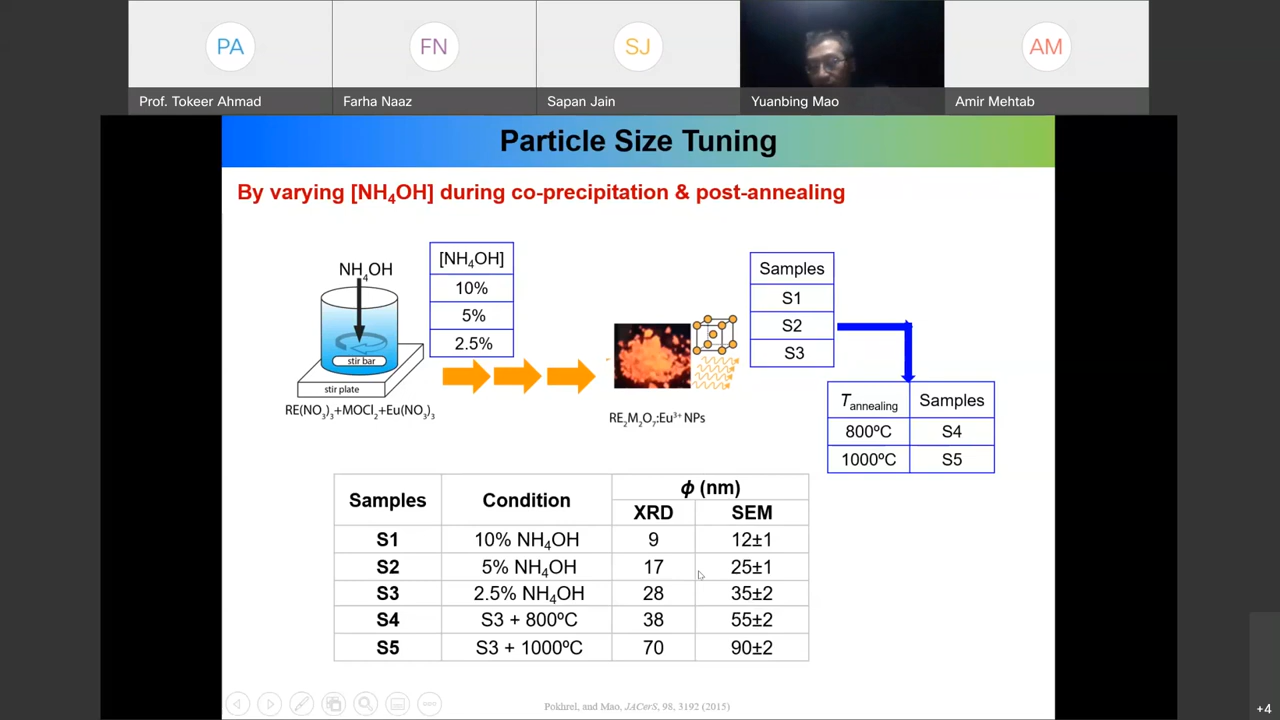 PA
FN
SJ
AM
Prof. Tokeer Ahmad
Farha Naaz
Sapan Jain
Yuanbing Mao
Amir Mehtab
Particle Size Tuning
By varying [NH₄OH] during co-precipitation & post-annealing
NH₄OH
stir bar
stir plate
RE(NO₃)₃+MOCl₂+Eu(NO₃)₃
[NH₄OH]
10%
5%
2.5%
RE₂M₂O₇:Eu³⁺ NPs
Samples
S1
S2
S3
T annealing Samples
800ºC S4
1000ºC S5
Samples Condition ϕ (nm)
XRD SEM
S1 10% NH₄OH 9 12±1
S2 5% NH₄OH 17 25±1
S3 2.5% NH₄OH 28 35±2
S4 S3 + 800ºC 38 55±2
S5 S3 + 1000ºC 70 90±2
Pokhrel, and Mao, JACerS, 98, 3192 (2015)
+4